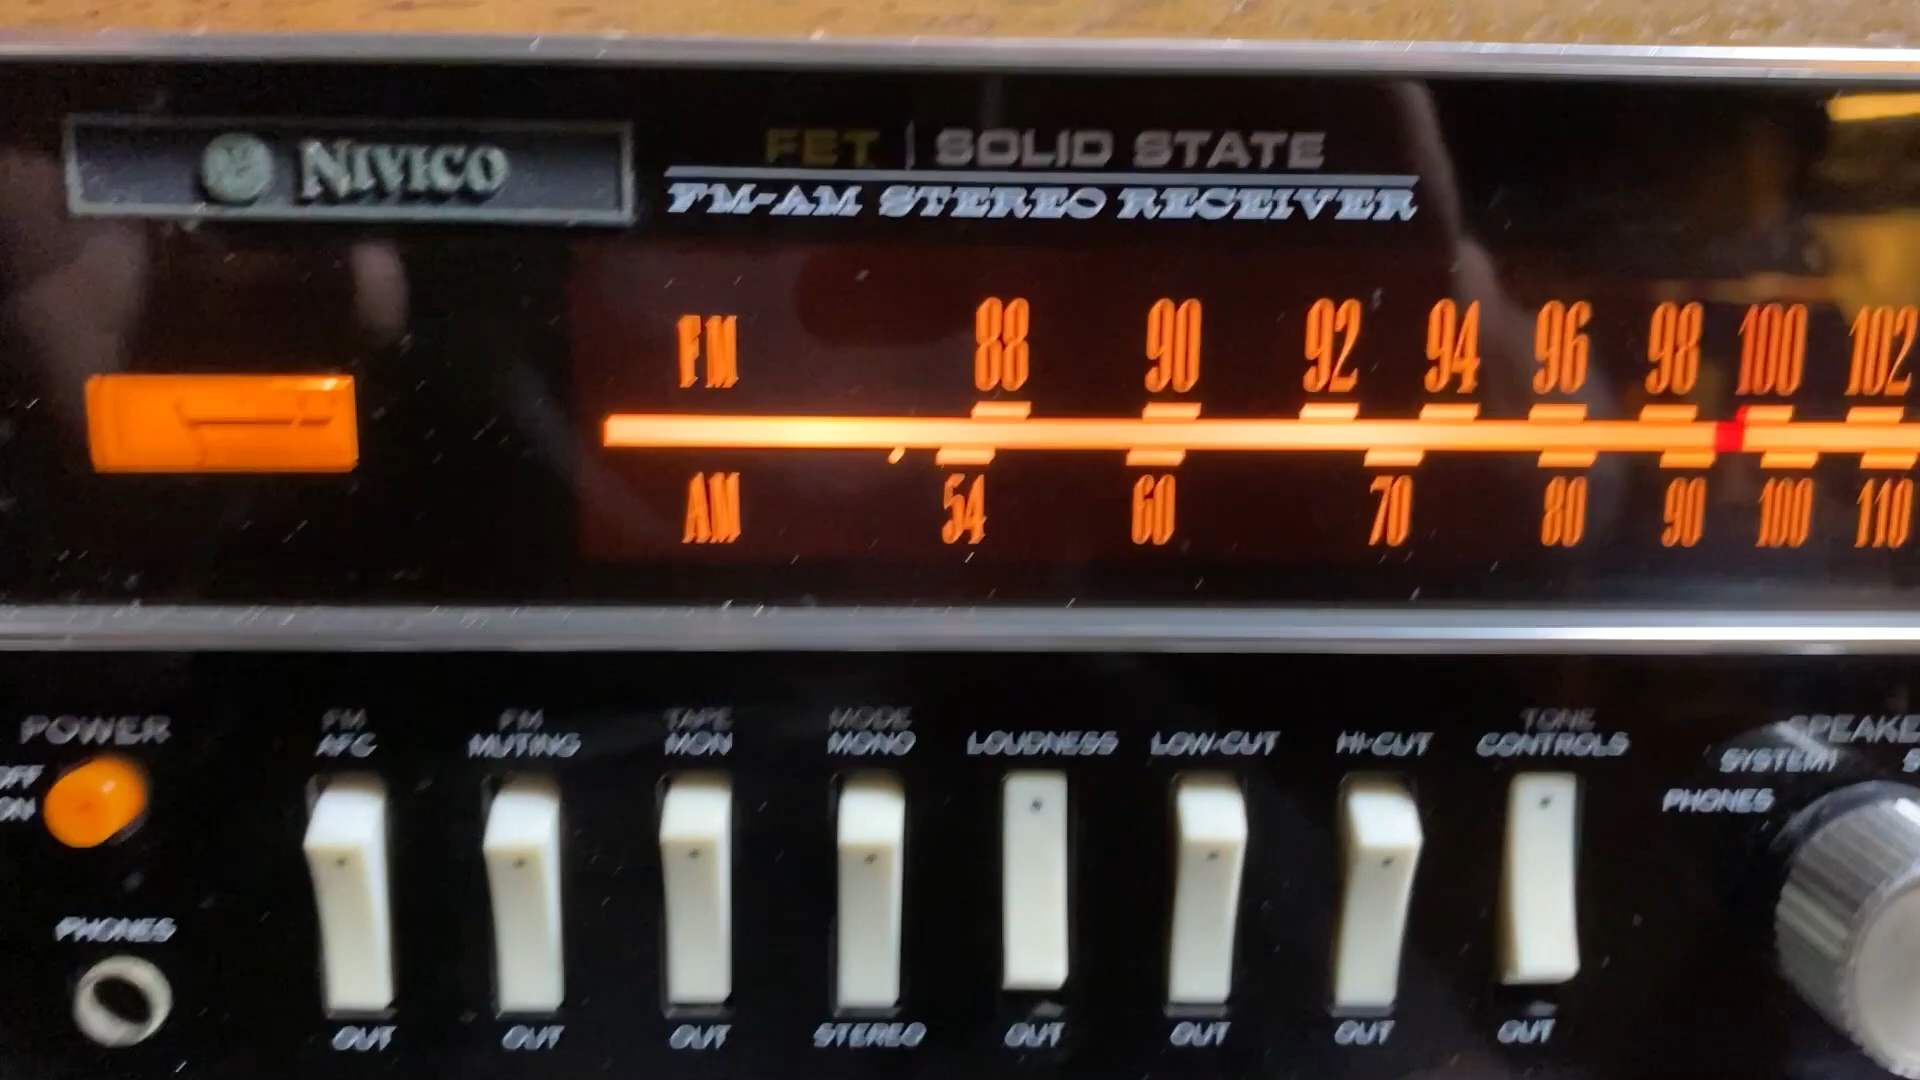 NIVICO
FET | SOLID STATE
FM-AM STEREO RECEIVER
FM 88 90 92 94 96 98 100 102
AM 54 60 70 80 90 100 110
POWER
ON
PHONES
FM AFC
OUT
FM MUTING
OUT
TAPE MON
OUT
MODE MONO
STEREO
LOUDNESS
OUT
LOW-CUT
OUT
HI-CUT
OUT
TONE CONTROLS
OUT
SYSTEM1
PHONES